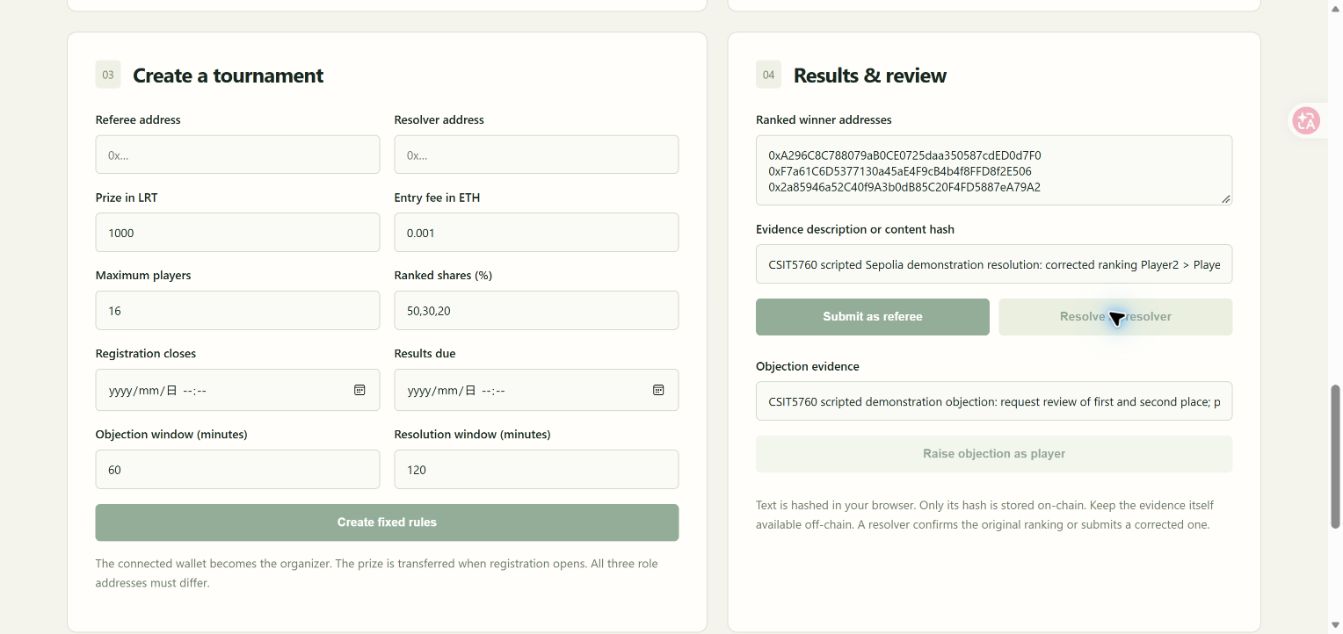 03 Create a tournament
Referee address
Resolver address
0x...
0x...
Prize in LRT
Entry fee in ETH
1000
0.001
Maximum players
Ranked shares (%)
16
50,30,20
Registration closes
Results due
yyyy/mm/日 --:--
yyyy/mm/日 --:--
Objection window (minutes)
Resolution window (minutes)
60
120
Create fixed rules
The connected wallet becomes the organizer. The prize is transferred when registration opens. All three role
addresses must differ.
04 Results & review
Ranked winner addresses
0xA296C8C788079aB0CE0725daa350587cdED0d7F0
0xF7a61C6D5377130a45aE4F9cB4b4f8FFD8f2E506
0x2a85946a52C40f9A3b0dB85C20F4FD5887eA79A2
Evidence description or content hash
CSIT5760 scripted Sepolia demonstration resolution: corrected ranking Player2 > Playe
Submit as referee
Resolve resolver
Objection evidence
CSIT5760 scripted demonstration objection: request review of first and second place; p
Raise objection as player
Text is hashed in your browser. Only its hash is stored on-chain. Keep the evidence itself
available off-chain. A resolver confirms the original ranking or submits a corrected one.